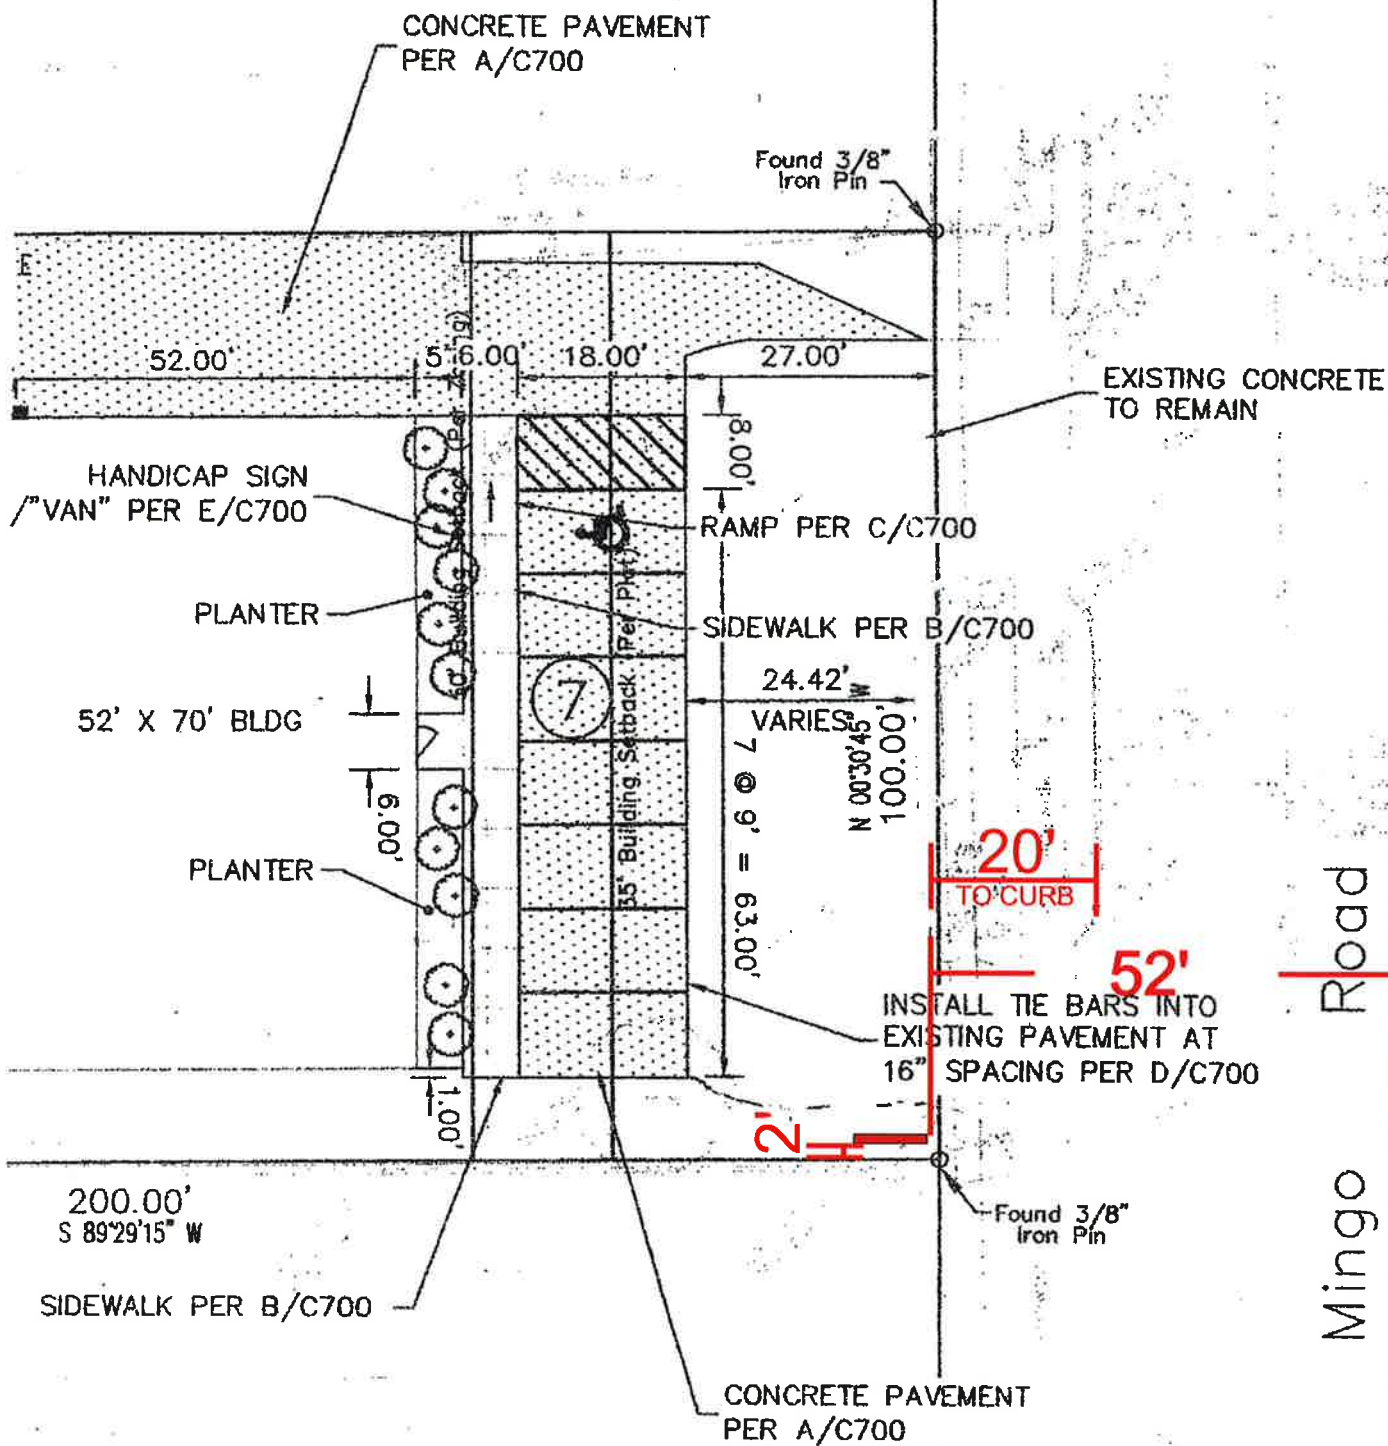 CONCRETE PAVEMENT
PER A/C700
Found 3/8"
Iron Pin
E
52.00'
5'
6.00'
18.00'
27.00'
EXISTING CONCRETE
TO REMAIN
8.00'
HANDICAP SIGN
/"VAN" PER E/C700
RAMP PER C/C700
PLANTER
SIDEWALK PER B/C700
Building Setback (Per
35' Building Setback (Per Plat)
7
24.42'
VARIES
52' X 70' BLDG
N 00°30'45" W
100.00'
7 @ 9' = 63.00'
6.00'
PLANTER
20'
TO CURB
52'
INSTALL TIE BARS INTO
EXISTING PAVEMENT AT
16" SPACING PER D/C700
1.00'
2'
200.00'
S 89°29'15" W
Found 3/8"
Iron Pin
Mingo Road
SIDEWALK PER B/C700
CONCRETE PAVEMENT
PER A/C700